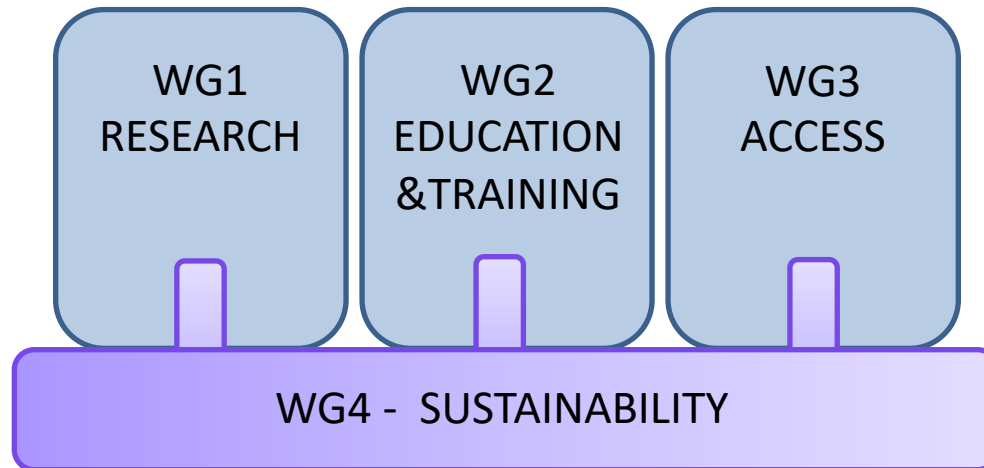 WG1
RESEARCH
WG2
EDUCATION
&TRAINING
WG3
ACCESS
WG4 - SUSTAINABILITY